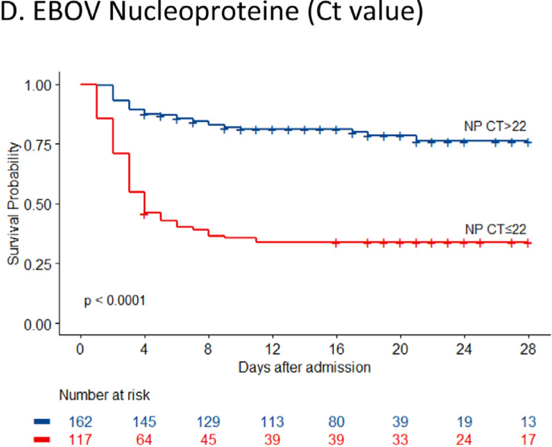 D. EBOV Nucleoproteine (Ct value)
1.00
0.75
0.50
0.25
0.00
Survival Probability
NP CT>22
NP CT≤22
p < 0.0001
0 4 8 12 16 20 24 28
Days after admission
Number at risk
162 145 129 113 80 39 19 13
117 64 45 39 39 33 24 17